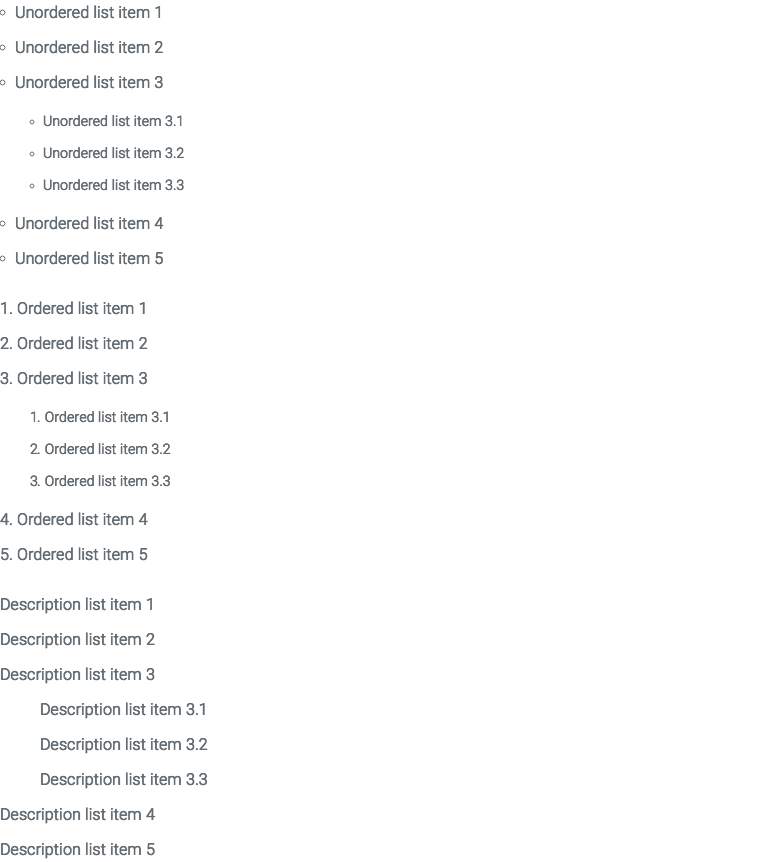 ◦ Unordered list item 1
◦ Unordered list item 2
◦ Unordered list item 3
◦ Unordered list item 3.1
◦ Unordered list item 3.2
◦ Unordered list item 3.3
◦ Unordered list item 4
◦ Unordered list item 5
1. Ordered list item 1
2. Ordered list item 2
3. Ordered list item 3
1. Ordered list item 3.1
2. Ordered list item 3.2
3. Ordered list item 3.3
4. Ordered list item 4
5. Ordered list item 5
Description list item 1
Description list item 2
Description list item 3
Description list item 3.1
Description list item 3.2
Description list item 3.3
Description list item 4
Description list item 5